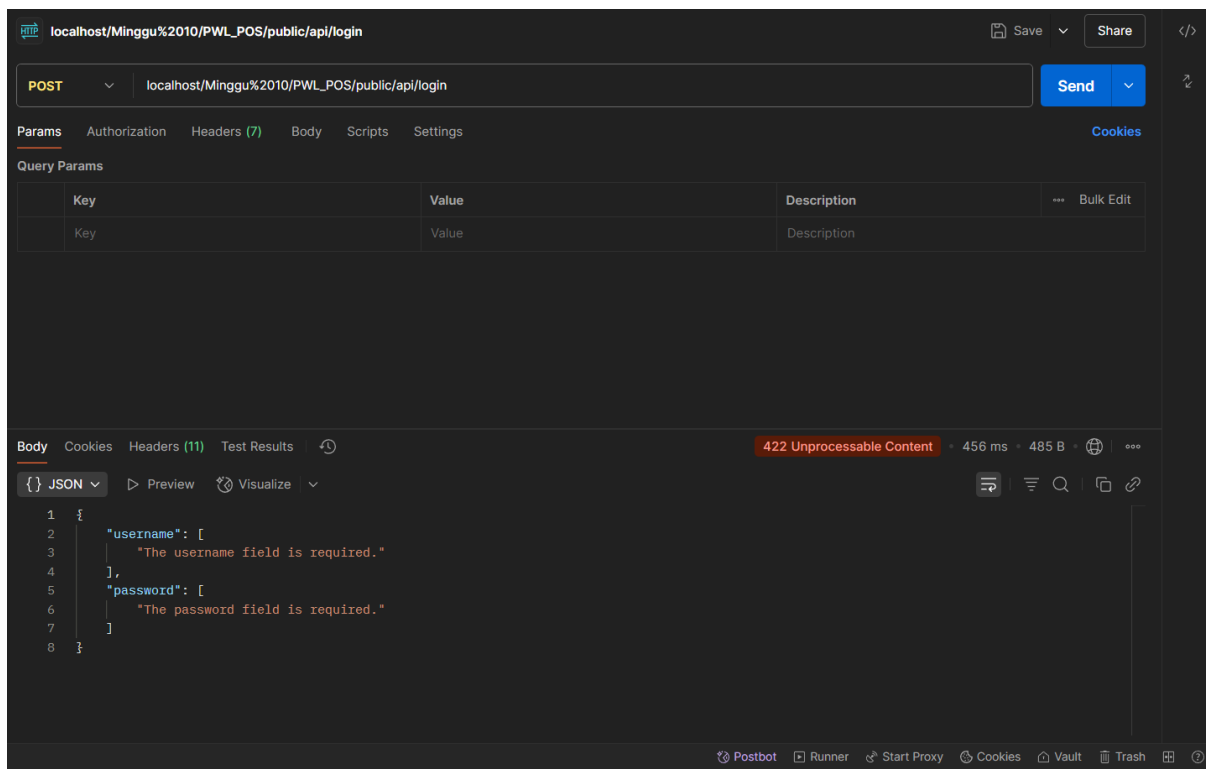 HTTP localhost/Minggu%2010/PWL_POS/public/api/login Save Share </>
POST localhost/Minggu%2010/PWL_POS/public/api/login Send
Params Authorization Headers (7) Body Scripts Settings Cookies
Query Params
Key Value Description Bulk Edit
Key Value Description
Body Cookies Headers (11) Test Results 422 Unprocessable Content 456 ms 485 B
{} JSON Preview Visualize
1 {
2 "username": [
3 "The username field is required."
4 ],
5 "password": [
6 "The password field is required."
7 ]
8 }
Postbot Runner Start Proxy Cookies Vault Trash